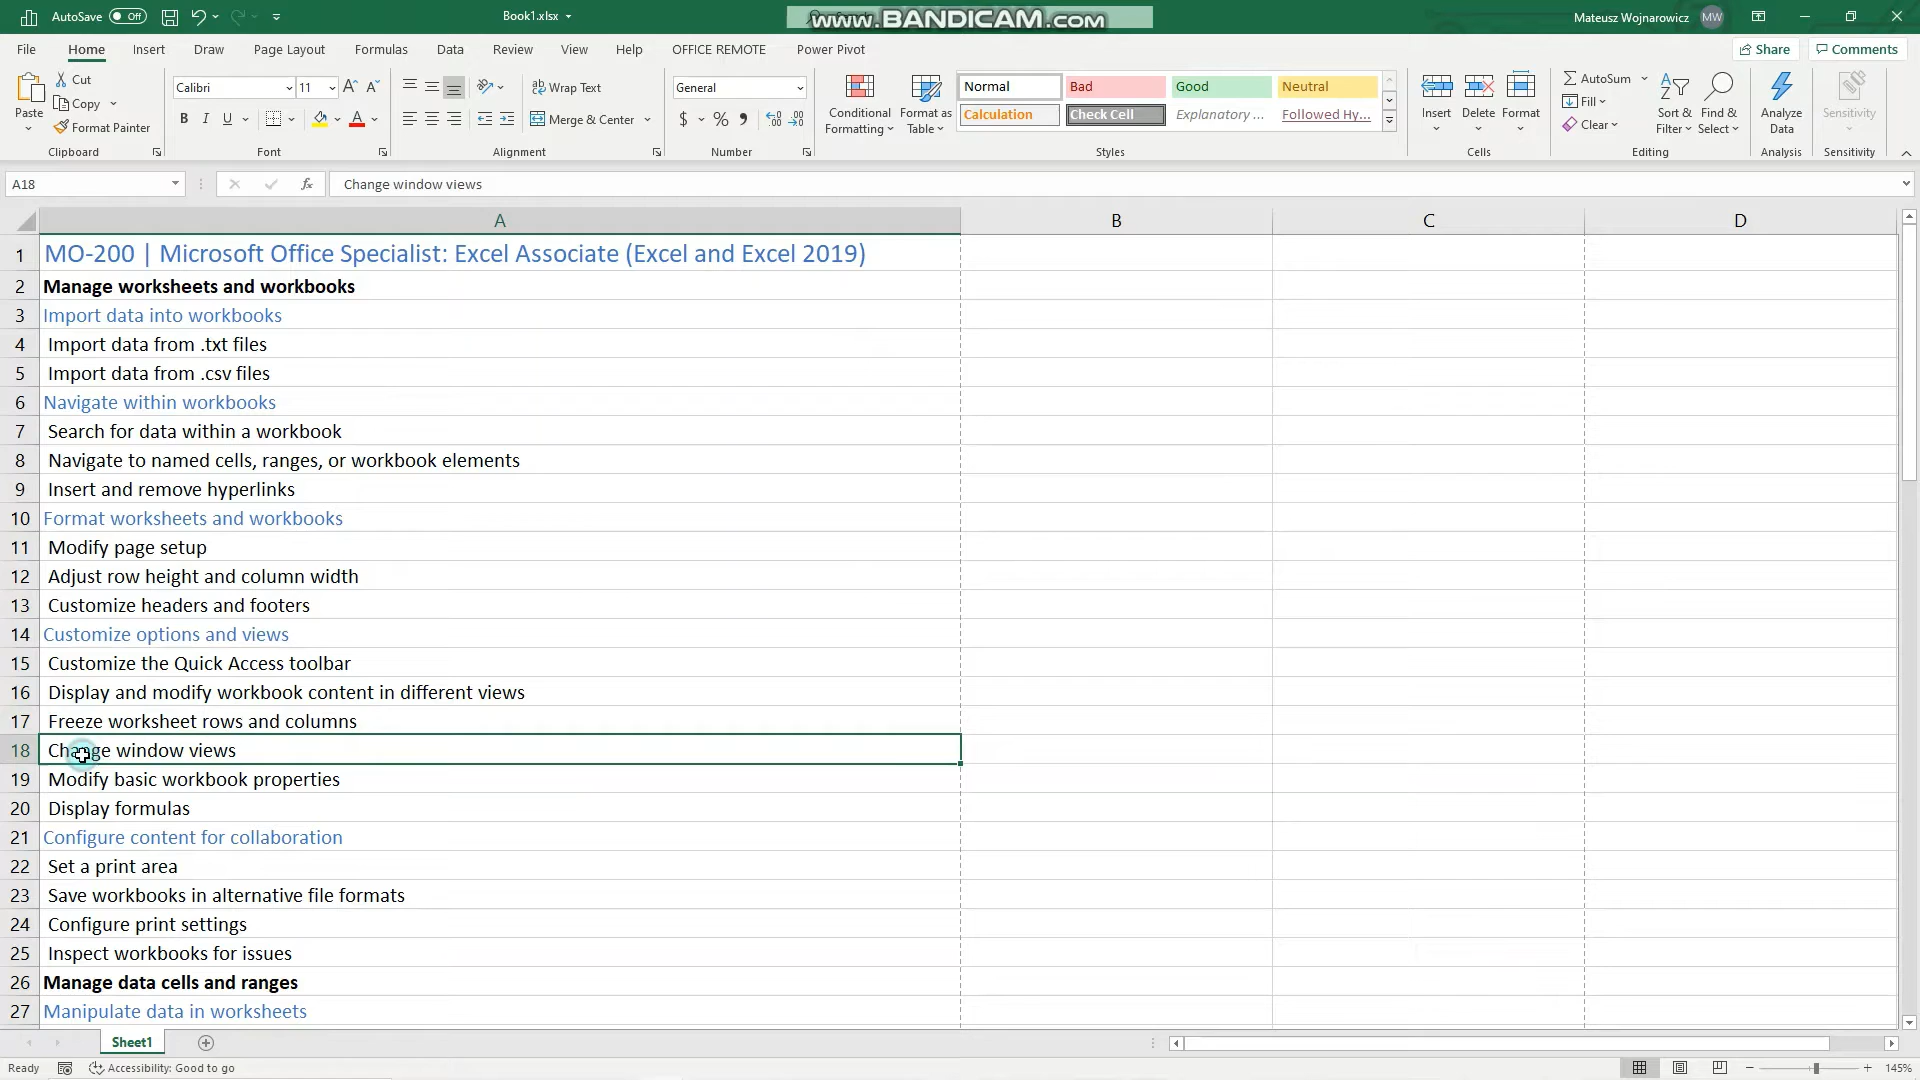 AutoSave Off
Book1.xlsx
www.BANDICAM.com
Mateusz Wojnarowicz MW
File Home Insert Draw Page Layout Formulas Data Review View Help OFFICE REMOTE Power Pivot
Share Comments
Paste
Cut
Copy
Format Painter
Clipboard
Calibri 11
B I U
Font
Wrap Text
Merge & Center
Alignment
General
$ % 9
Number
Conditional
Formatting
Format as
Table
Normal Bad Good Neutral
Calculation Check Cell Explanatory ... Followed Hy...
Styles
Insert Delete Format
Cells
AutoSum
Fill
Clear
Sort &
Filter
Find &
Select
Editing
Analyze
Data
Analysis
Sensitivity
Sensitivity
A18 fx Change window views
A B C D
1 MO-200 | Microsoft Office Specialist: Excel Associate (Excel and Excel 2019)
2 Manage worksheets and workbooks
3 Import data into workbooks
4 Import data from .txt files
5 Import data from .csv files
6 Navigate within workbooks
7 Search for data within a workbook
8 Navigate to named cells, ranges, or workbook elements
9 Insert and remove hyperlinks
10 Format worksheets and workbooks
11 Modify page setup
12 Adjust row height and column width
13 Customize headers and footers
14 Customize options and views
15 Customize the Quick Access toolbar
16 Display and modify workbook content in different views
17 Freeze worksheet rows and columns
18 Change window views
19 Modify basic workbook properties
20 Display formulas
21 Configure content for collaboration
22 Set a print area
23 Save workbooks in alternative file formats
24 Configure print settings
25 Inspect workbooks for issues
26 Manage data cells and ranges
27 Manipulate data in worksheets
Sheet1
Ready Accessibility: Good to go 145%